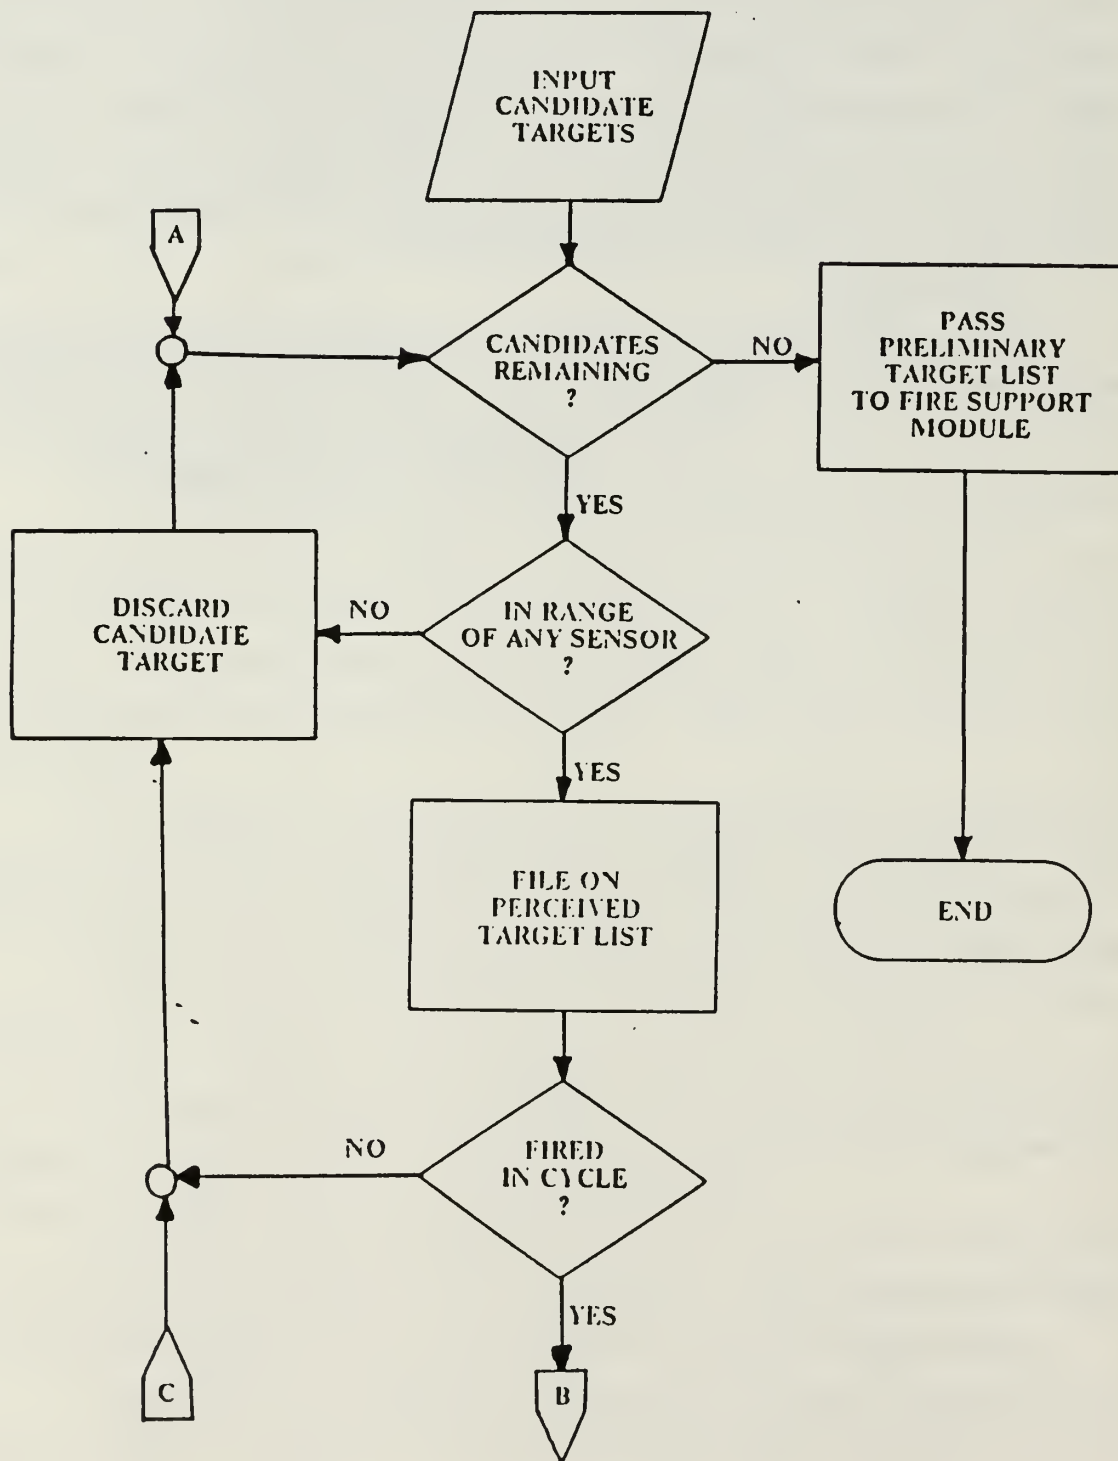 INPUT
CANDIDATE
TARGETS
A
CANDIDATES
REMAINING
?
NO
PASS
PRELIMINARY
TARGET LIST
TO FIRE SUPPORT
MODULE
YES
DISCARD
CANDIDATE
TARGET
NO
IN RANGE
OF ANY SENSOR
?
YES
FILE ON
PERCEIVED
TARGET LIST
END
NO
FIRED
IN CYCLE
?
YES
C
B